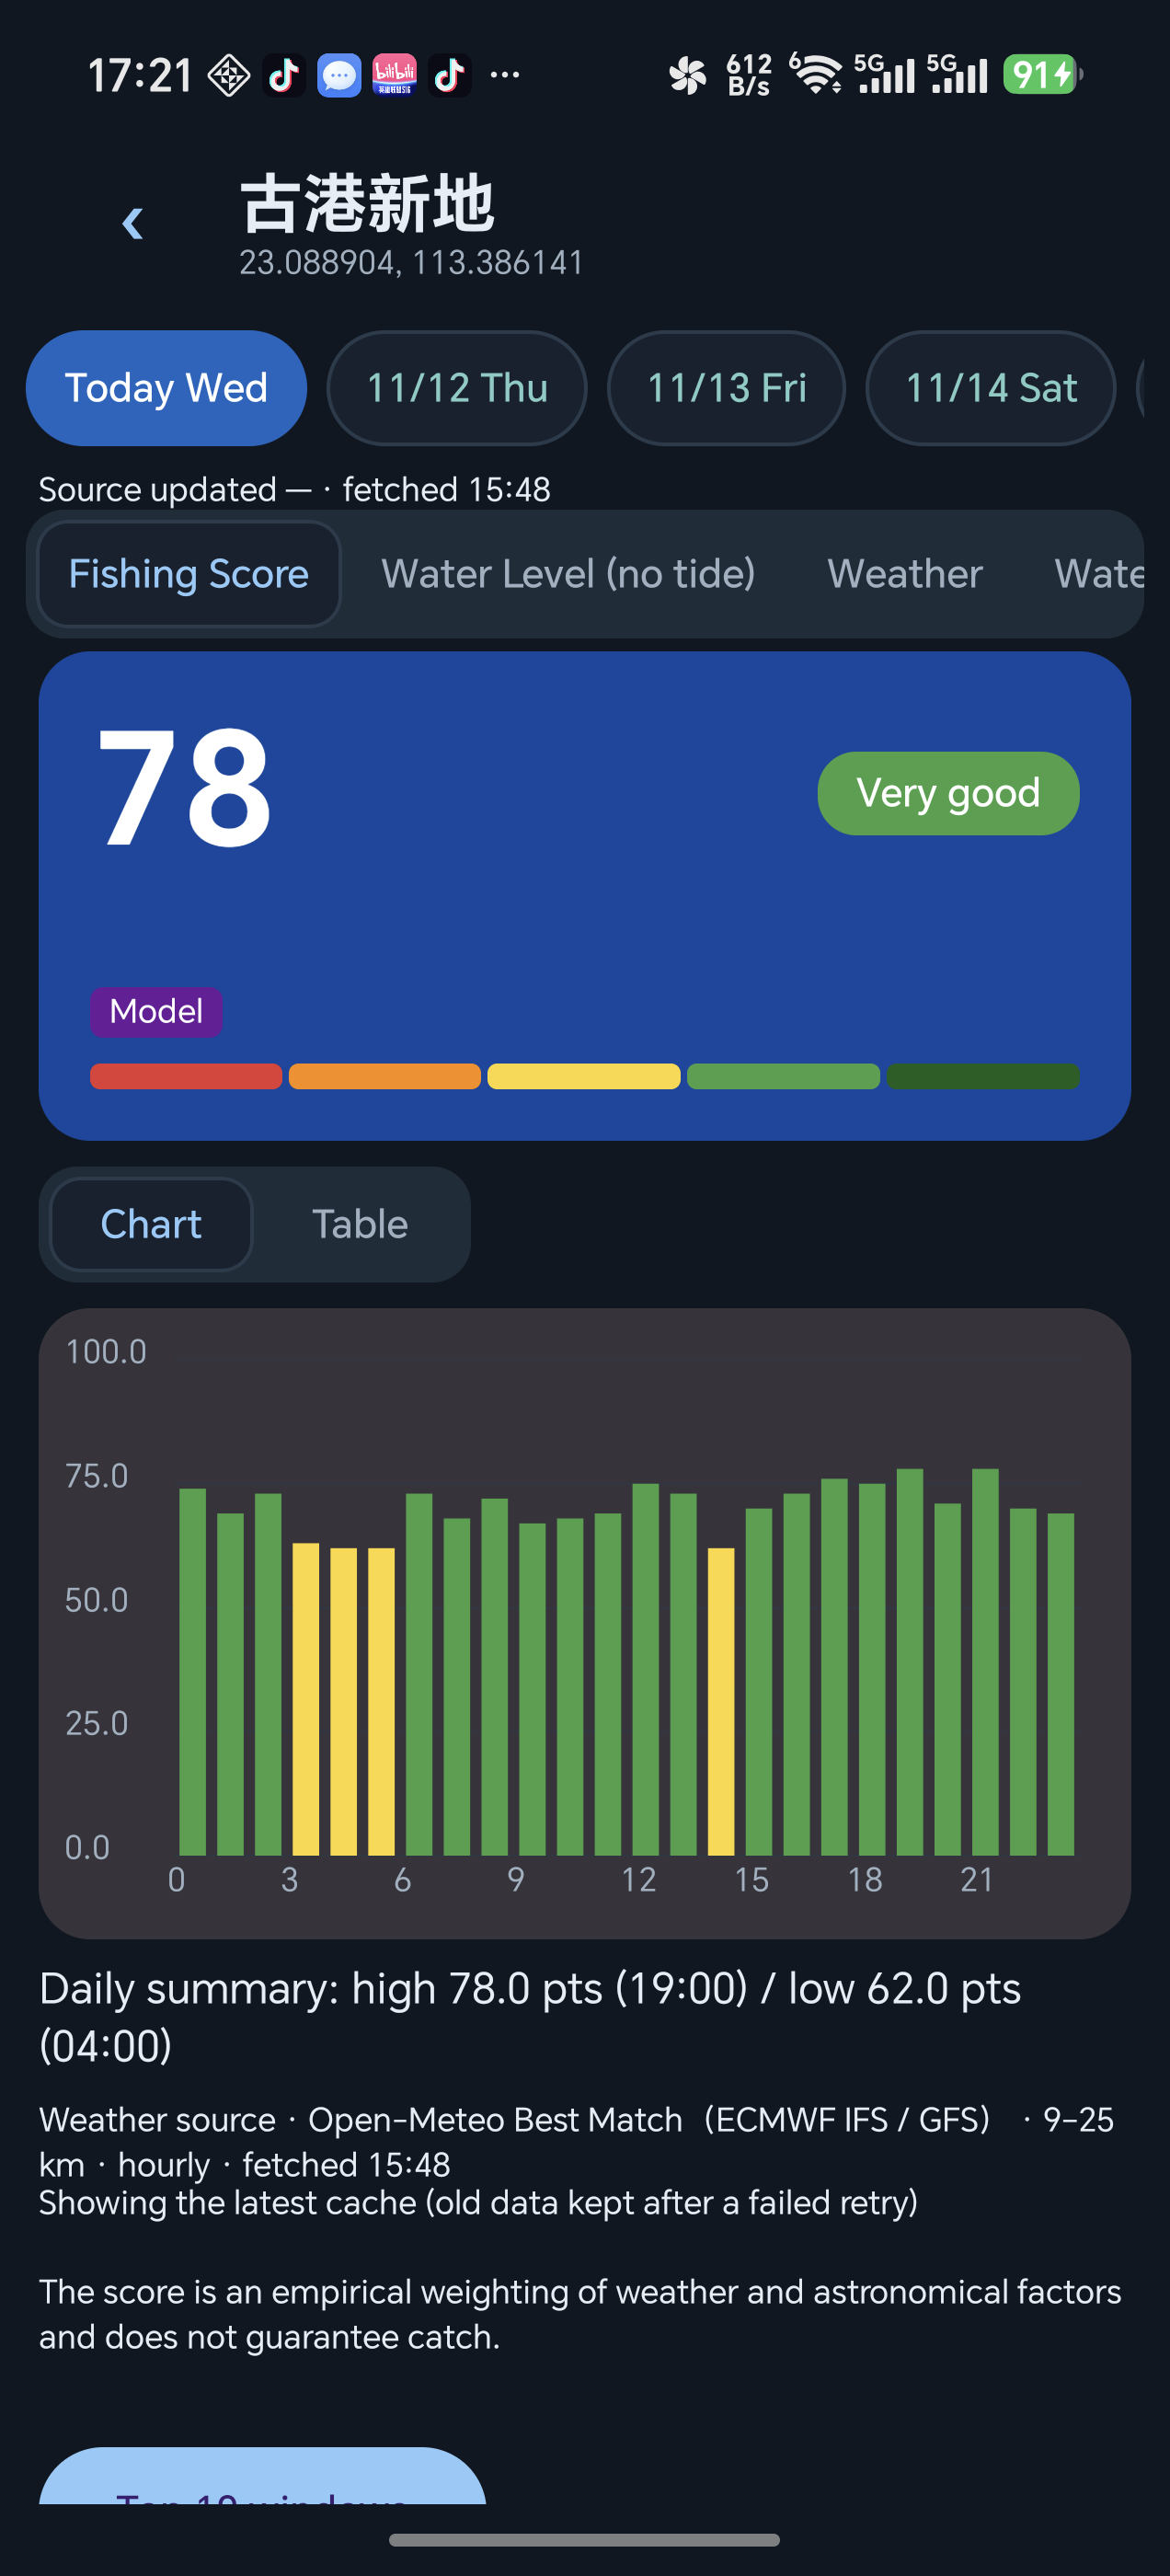 17:21 ··· 612 B/s 6 5G 5G 91
bilibili
‹ 古港新地
23.088904, 113.386141
Today Wed 11/12 Thu 11/13 Fri 11/14 Sat
Source updated — · fetched 15:48
Fishing Score Water Level (no tide) Weather Wate
78 Very good
Model
Chart Table
100.0
75.0
50.0
25.0
0.0
0 3 6 9 12 15 18 21
Daily summary: high 78.0 pts (19:00) / low 62.0 pts
(04:00)
Weather source · Open-Meteo Best Match（ECMWF IFS / GFS） · 9–25
km · hourly · fetched 15:48
Showing the latest cache (old data kept after a failed retry)
The score is an empirical weighting of weather and astronomical factors
and does not guarantee catch.
Top 10 windows